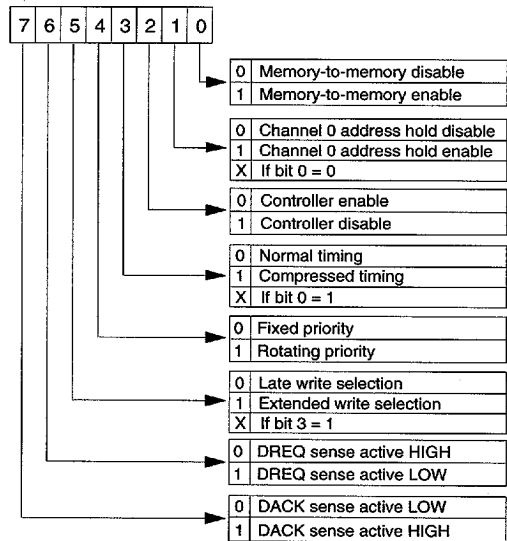 7 6 5 4 3 2 1 0
0 Memory-to-memory disable
1 Memory-to-memory enable
0 Channel 0 address hold disable
1 Channel 0 address hold enable
X If bit 0 = 0
0 Controller enable
1 Controller disable
0 Normal timing
1 Compressed timing
X If bit 0 = 1
0 Fixed priority
1 Rotating priority
0 Late write selection
1 Extended write selection
X If bit 3 = 1
0 DREQ sense active HIGH
1 DREQ sense active LOW
0 DACK sense active LOW
1 DACK sense active HIGH